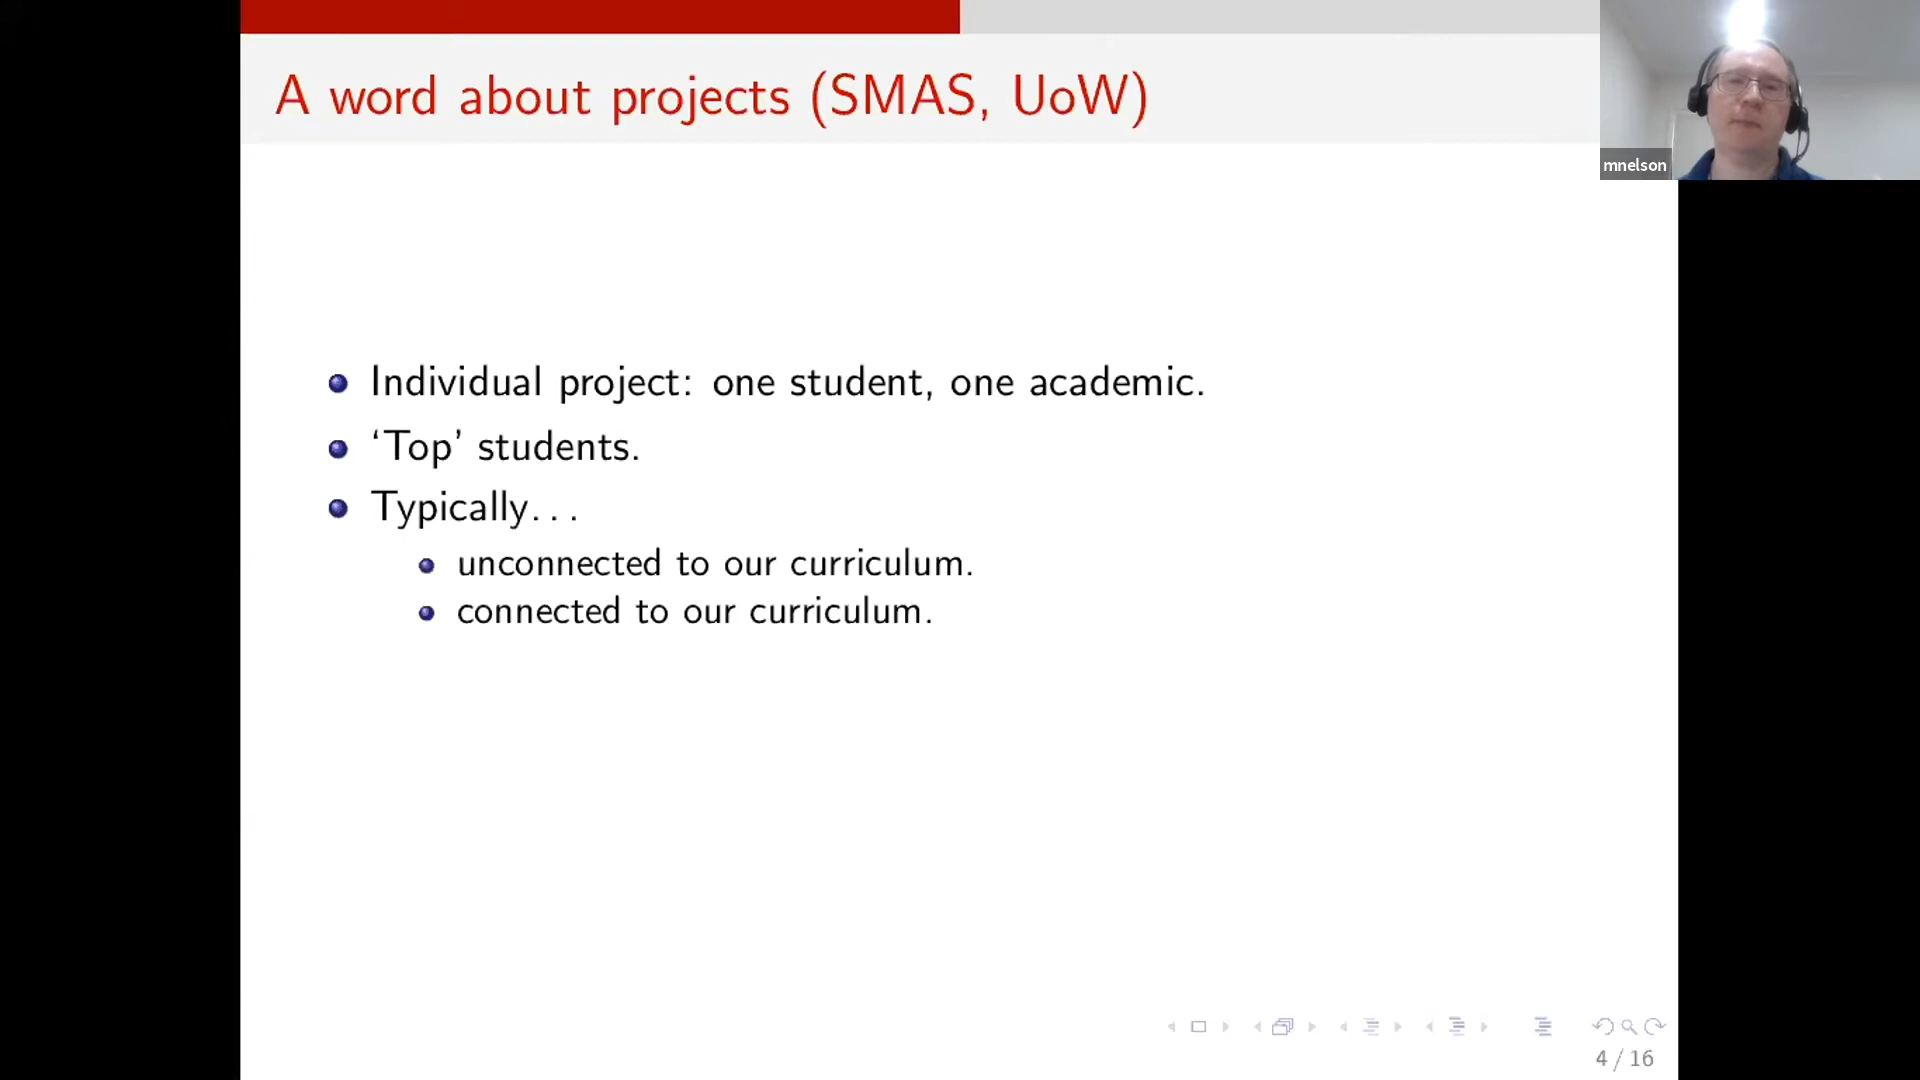 A word about projects (SMAS, UoW)
mnelson
Individual project: one student, one academic.
‘Top’ students.
Typically...
unconnected to our curriculum.
connected to our curriculum.
4 / 16